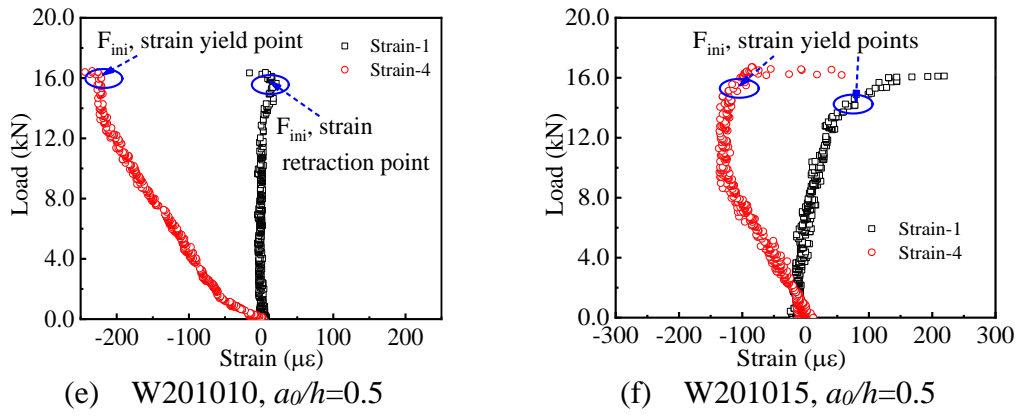 20.0
16.0
12.0
8.0
4.0
0.0
Load (kN)
F_ini, strain yield point
Strain-1
Strain-4
F_ini, strain
retraction point
-200
-100
0
100
200
Strain (με)
(e) W201010, a0/h=0.5
20.0
16.0
12.0
8.0
4.0
0.0
Load (kN)
F_ini, strain yield points
Strain-1
Strain-4
-300
-200
-100
0
100
200
300
Strain (με)
(f) W201015, a0/h=0.5